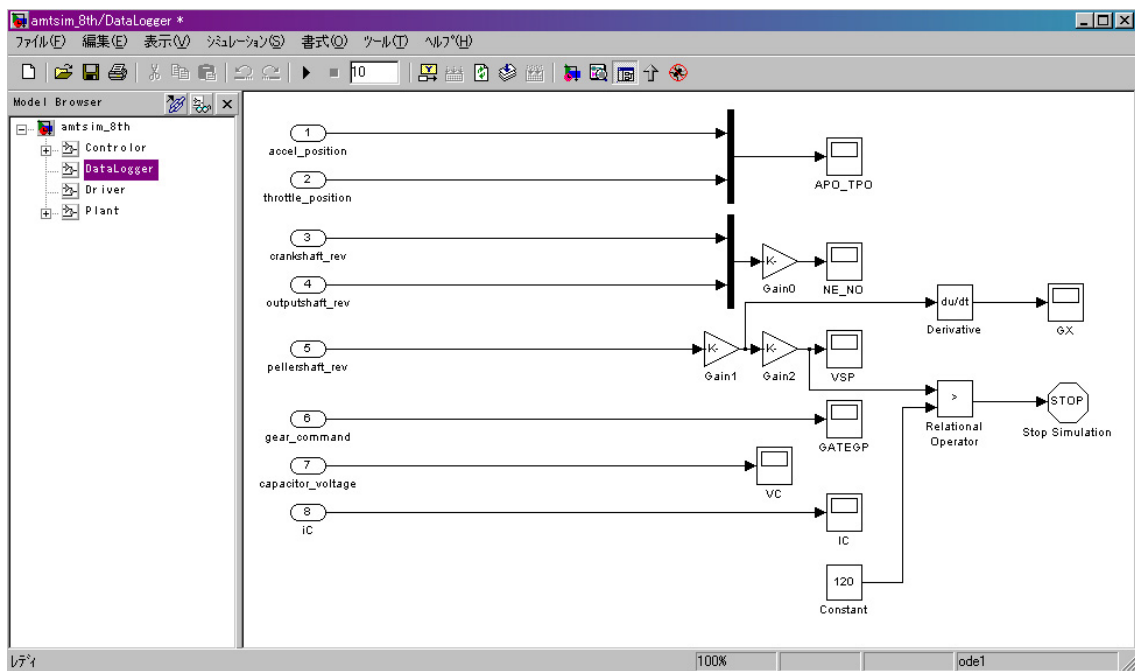 amtsim_8th/DataLogger *
ファイル(F) 編集(E) 表示(V) シミュレーション(S) 書式(O) ツール(T) ヘルプ(H)
10
Model Browser
amtsim_8th
Controlor
DataLogger
Driver
Plant
1
accel_position
2
throttle_position
APO_TPO
3
crankshaft_rev
4
outputshaft_rev
K-
Gain0
NE_NO
du/dt
Derivative
GX
5
pellershaft_rev
K-
Gain1
K-
Gain2
VSP
>
Relational
Operator
STOP
Stop Simulation
6
gear_command
GATEGP
7
capacitor_voltage
VC
8
iC
IC
120
Constant
レディ
100%
ode1